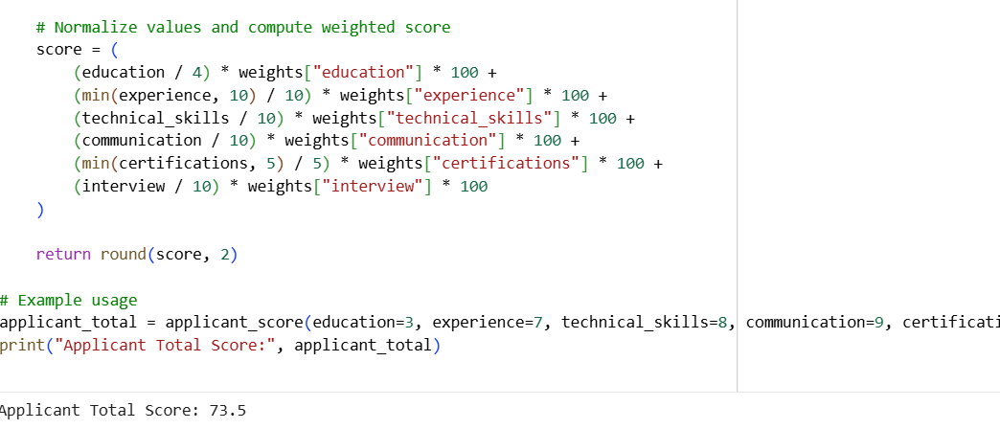 # Normalize values and compute weighted score
score = (
(education / 4) * weights["education"] * 100 +
(min(experience, 10) / 10) * weights["experience"] * 100 +
(technical_skills / 10) * weights["technical_skills"] * 100 +
(communication / 10) * weights["communication"] * 100 +
(min(certifications, 5) / 5) * weights["certifications"] * 100 +
(interview / 10) * weights["interview"] * 100
)
return round(score, 2)
# Example usage
applicant_total = applicant_score(education=3, experience=7, technical_skills=8, communication=9, certificati
print("Applicant Total Score:", applicant_total)
Applicant Total Score: 73.5